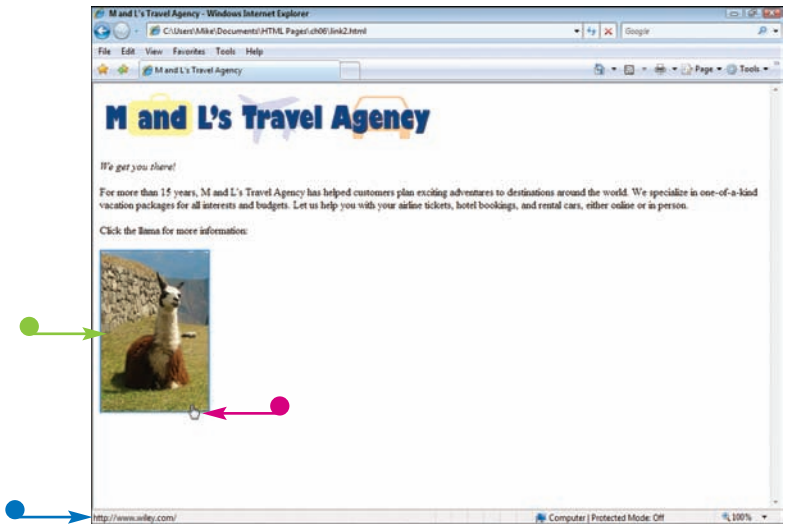 M and L's Travel Agency - Windows Internet Explorer
C:\Users\Mike\Documents\HTML Pages\ch06\link2.html
Google
File Edit View Favorites Tools Help
M and L's Travel Agency
Page Tools
M and L's Travel Agency
We get you there!
For more than 15 years, M and L's Travel Agency has helped customers plan exciting adventures to destinations around the world. We specialize in one-of-a-kind
vacation packages for all interests and budgets. Let us help you with your airline tickets, hotel bookings, and rental cars, either online or in person.
Click the llama for more information:
http://www.wiley.com/
Computer | Protected Mode: Off
100%